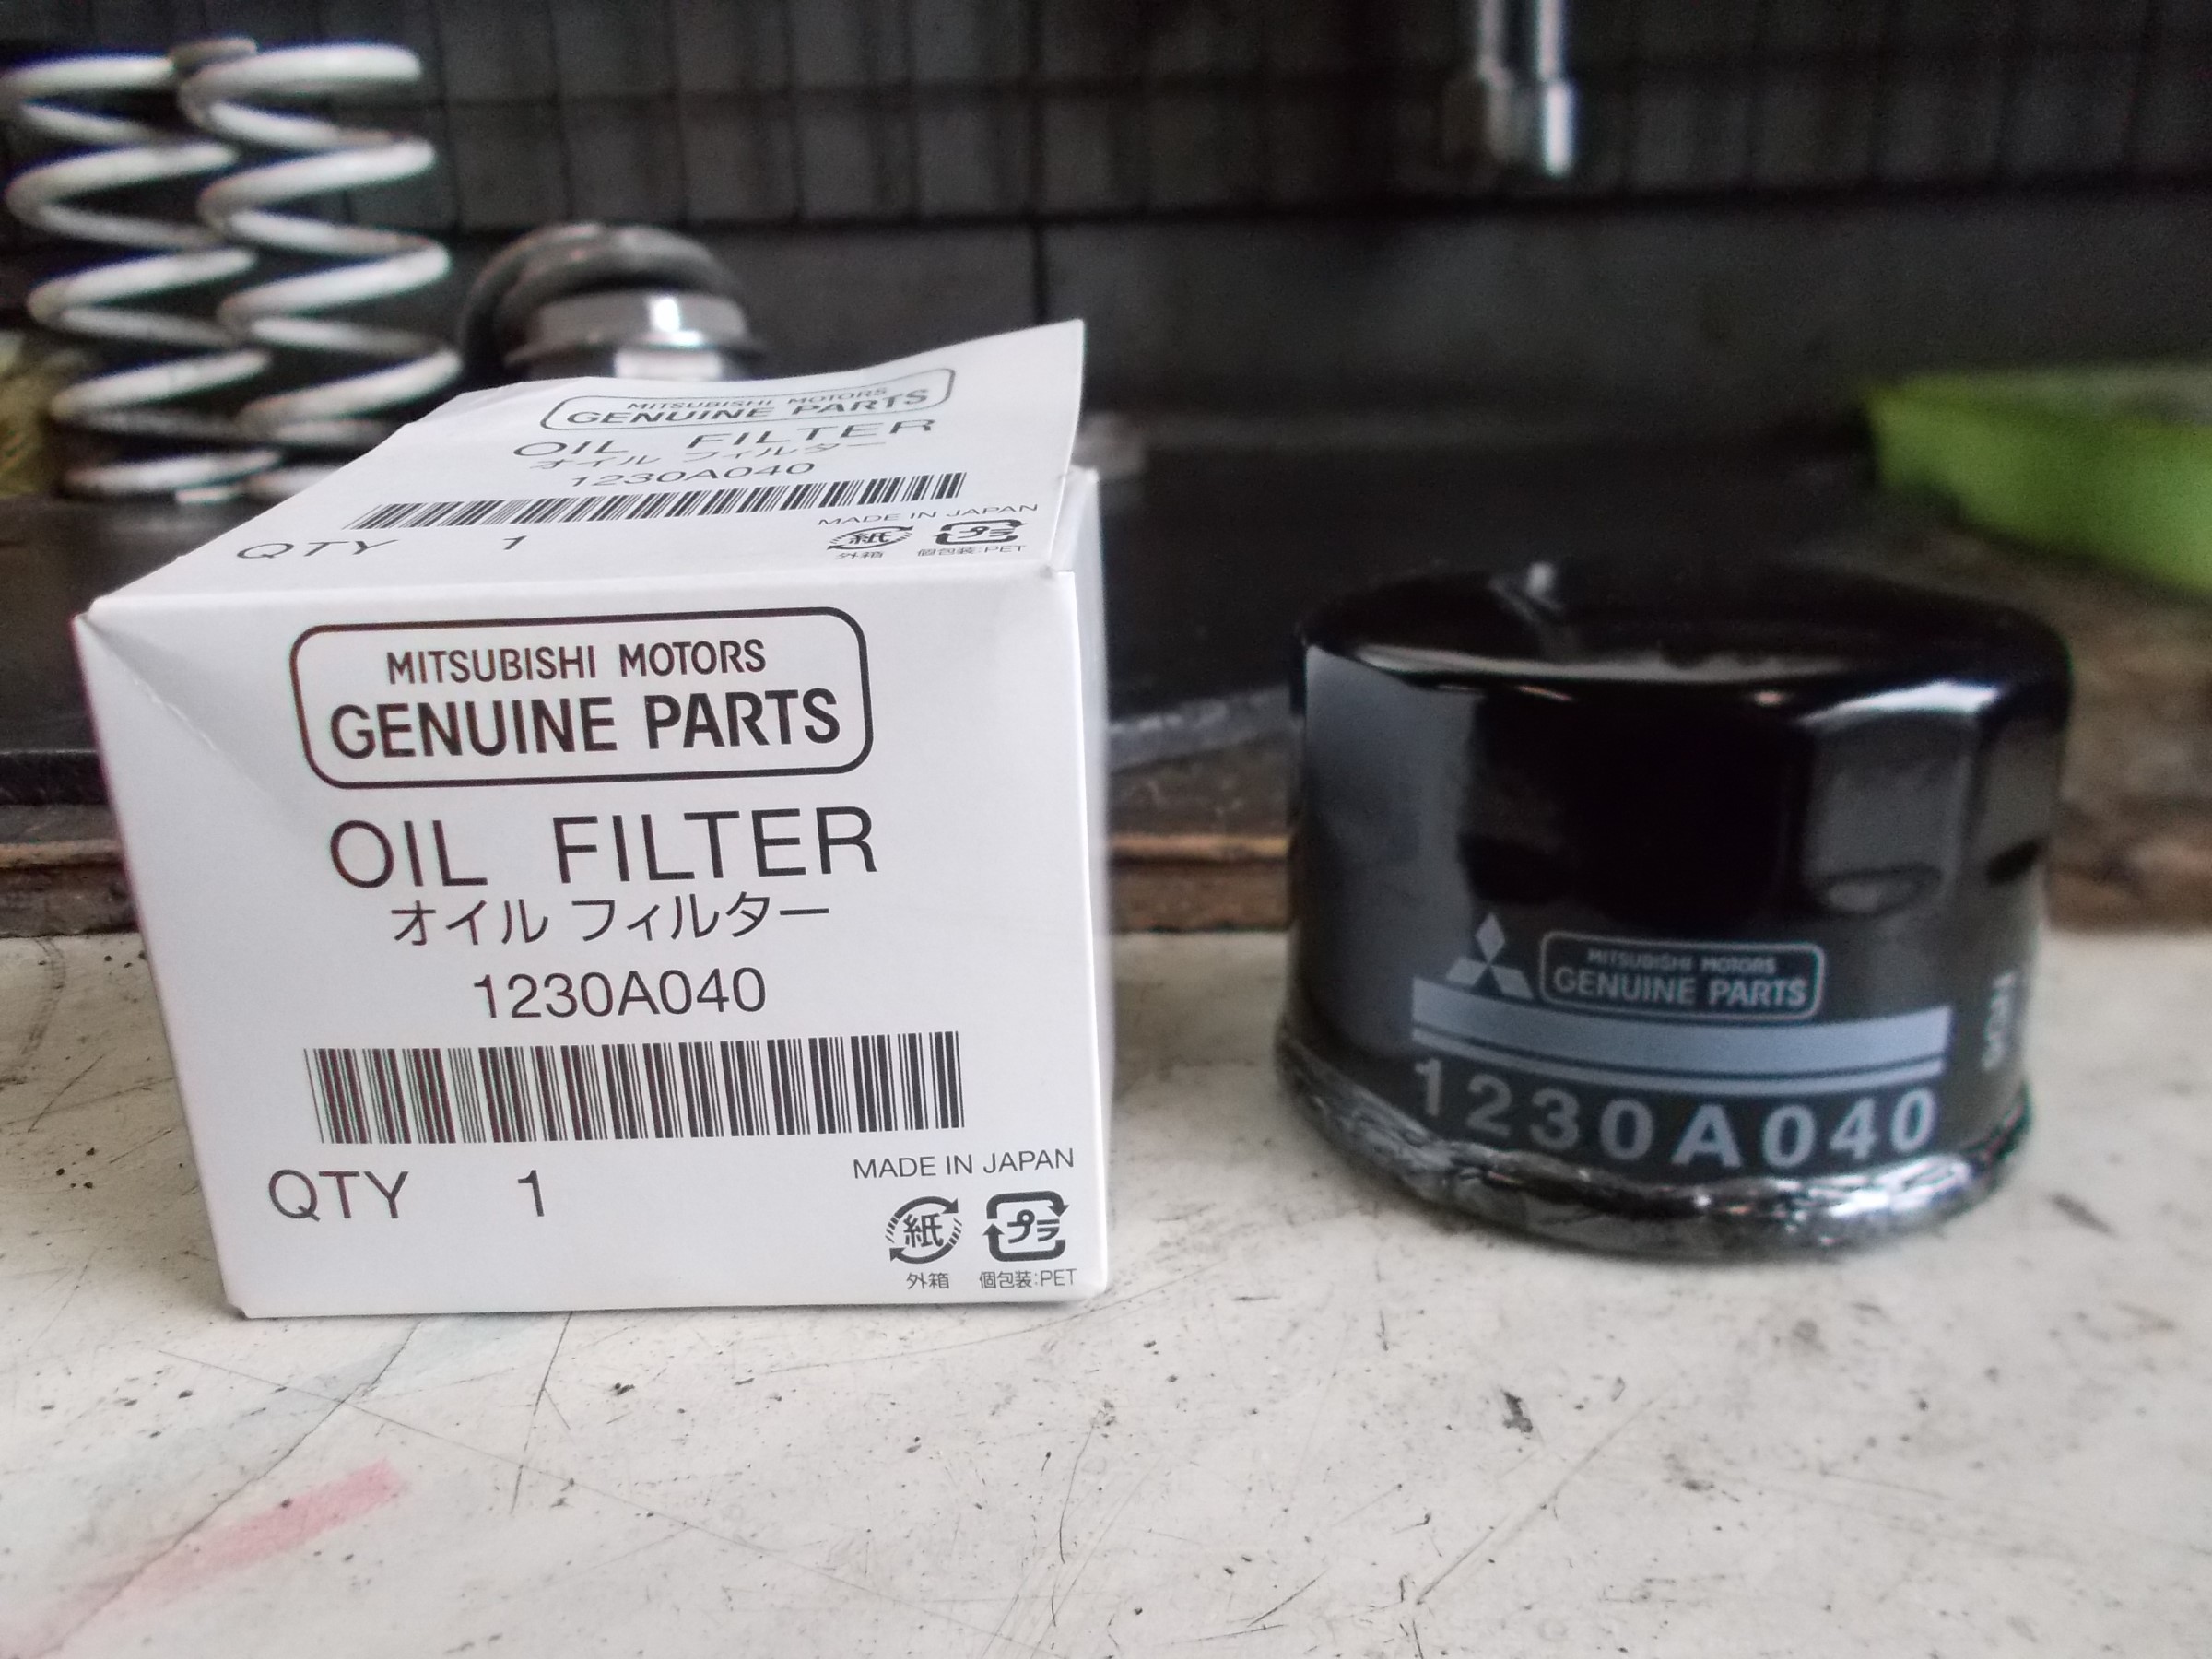 MITSUBISHI MOTORS
GENUINE PARTS
OIL FILTER
オイル フィルター
1230A040
MADE IN JAPAN
QTY 1
紙 プラ
外箱 個包装:PET
MITSUBISHI MOTORS
GENUINE PARTS
OIL FILTER
オイル フィルター
1230A040
MADE IN JAPAN
QTY 1
紙 プラ
外箱 個包装:PET
MITSUBISHI MOTORS
GENUINE PARTS
1230A040